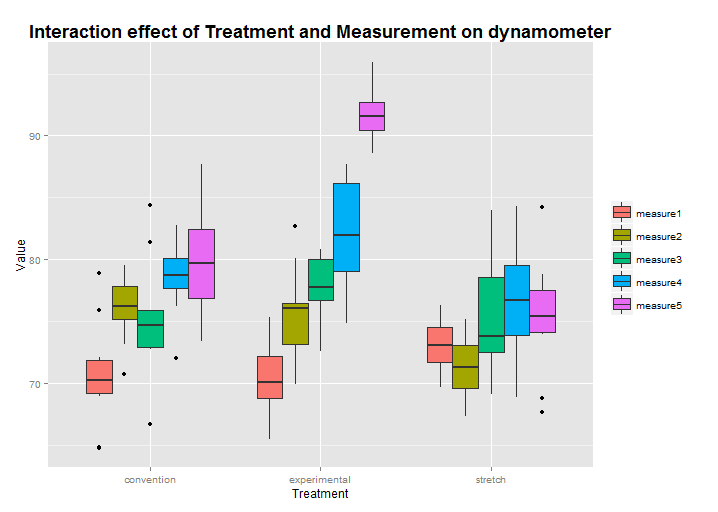 Interaction effect of Treatment and Measurement on dynamometer
90
80
70
Value
convention
experimental
stretch
Treatment
measure1
measure2
measure3
measure4
measure5